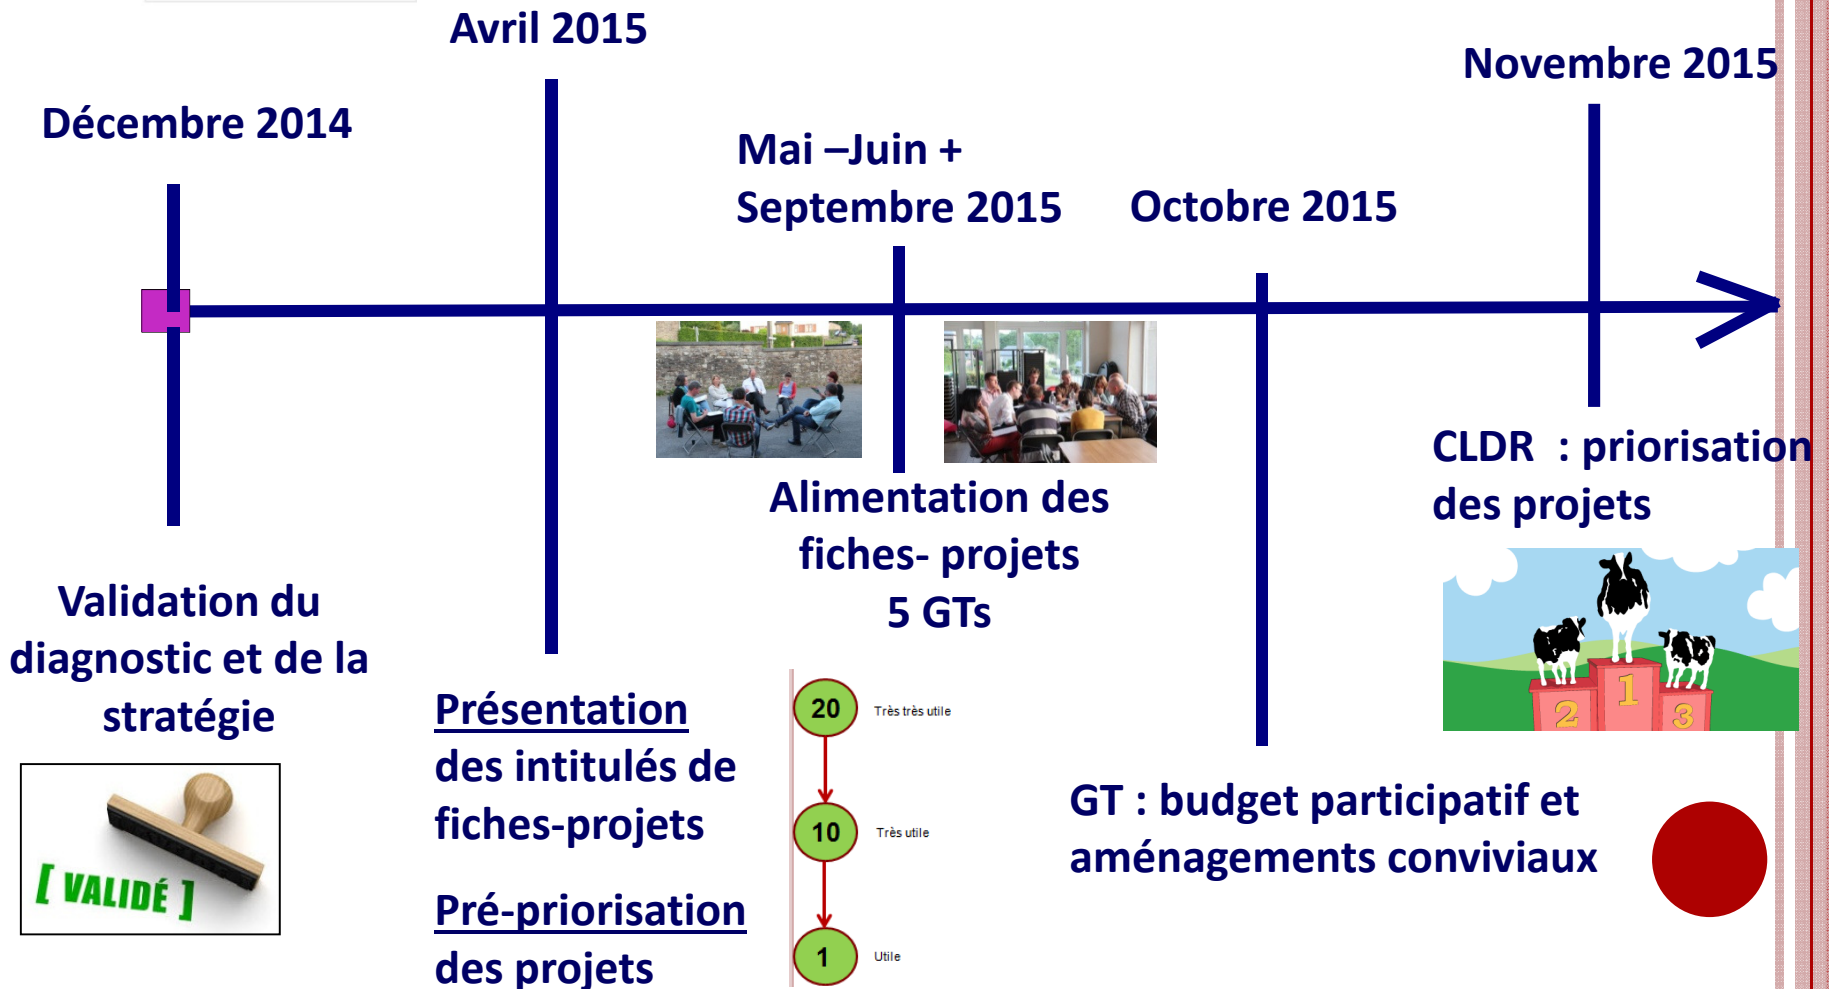 Avril 2015
Novembre 2015
Décembre 2014
Mai –Juin +
Septembre 2015
Octobre 2015
CLDR : priorisation
des projets
Alimentation des
fiches- projets
5 GTs
Validation du
diagnostic et de la
stratégie
[ VALIDÉ ]
Présentation
des intitulés de
fiches-projets
Pré-priorisation
des projets
20 Très très utile
10 Très utile
1 Utile
2 1 3
GT : budget participatif et
aménagements conviviaux